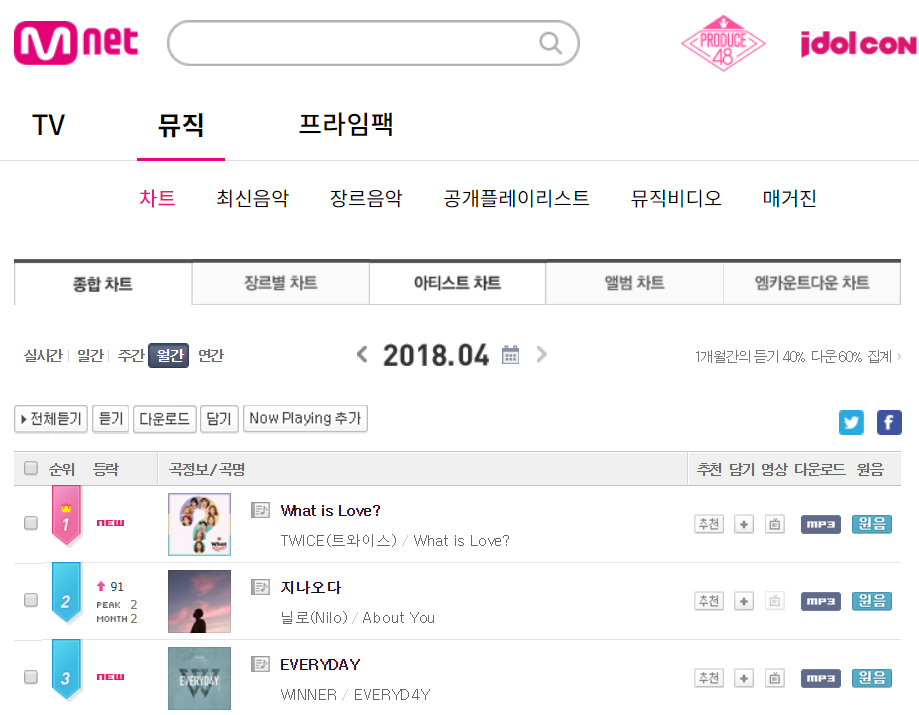 Mnet PRODUCE 48 idol CON
TV 뮤직 프라임팩
차트 최신음악 장르음악 공개플레이리스트 뮤직비디오 매거진
종합 차트 장르별 차트 아티스트 차트 앨범 차트 엠카운트다운 차트
실시간 일간 주간 월간 연간 < 2018.04 > 1개월간의 듣기 40% 다운60% 집계 >
전체듣기 듣기 다운로드 담기 Now Playing 추가 f
순위 등락 곡정보/곡명 추천 담기 영상 다운로드 원음
1 NEW What is Love? 추천 + MP3 원음
TWICE(트와이스) / What is Love?
2 91 지나오다 추천 + MP3 원음
PEAK 2
MONTH 2 닐로(Nilo) / About You
3 NEW EVERYD4Y EVERYDAY 추천 + MP3 원음
WINNER / EVERYD4Y